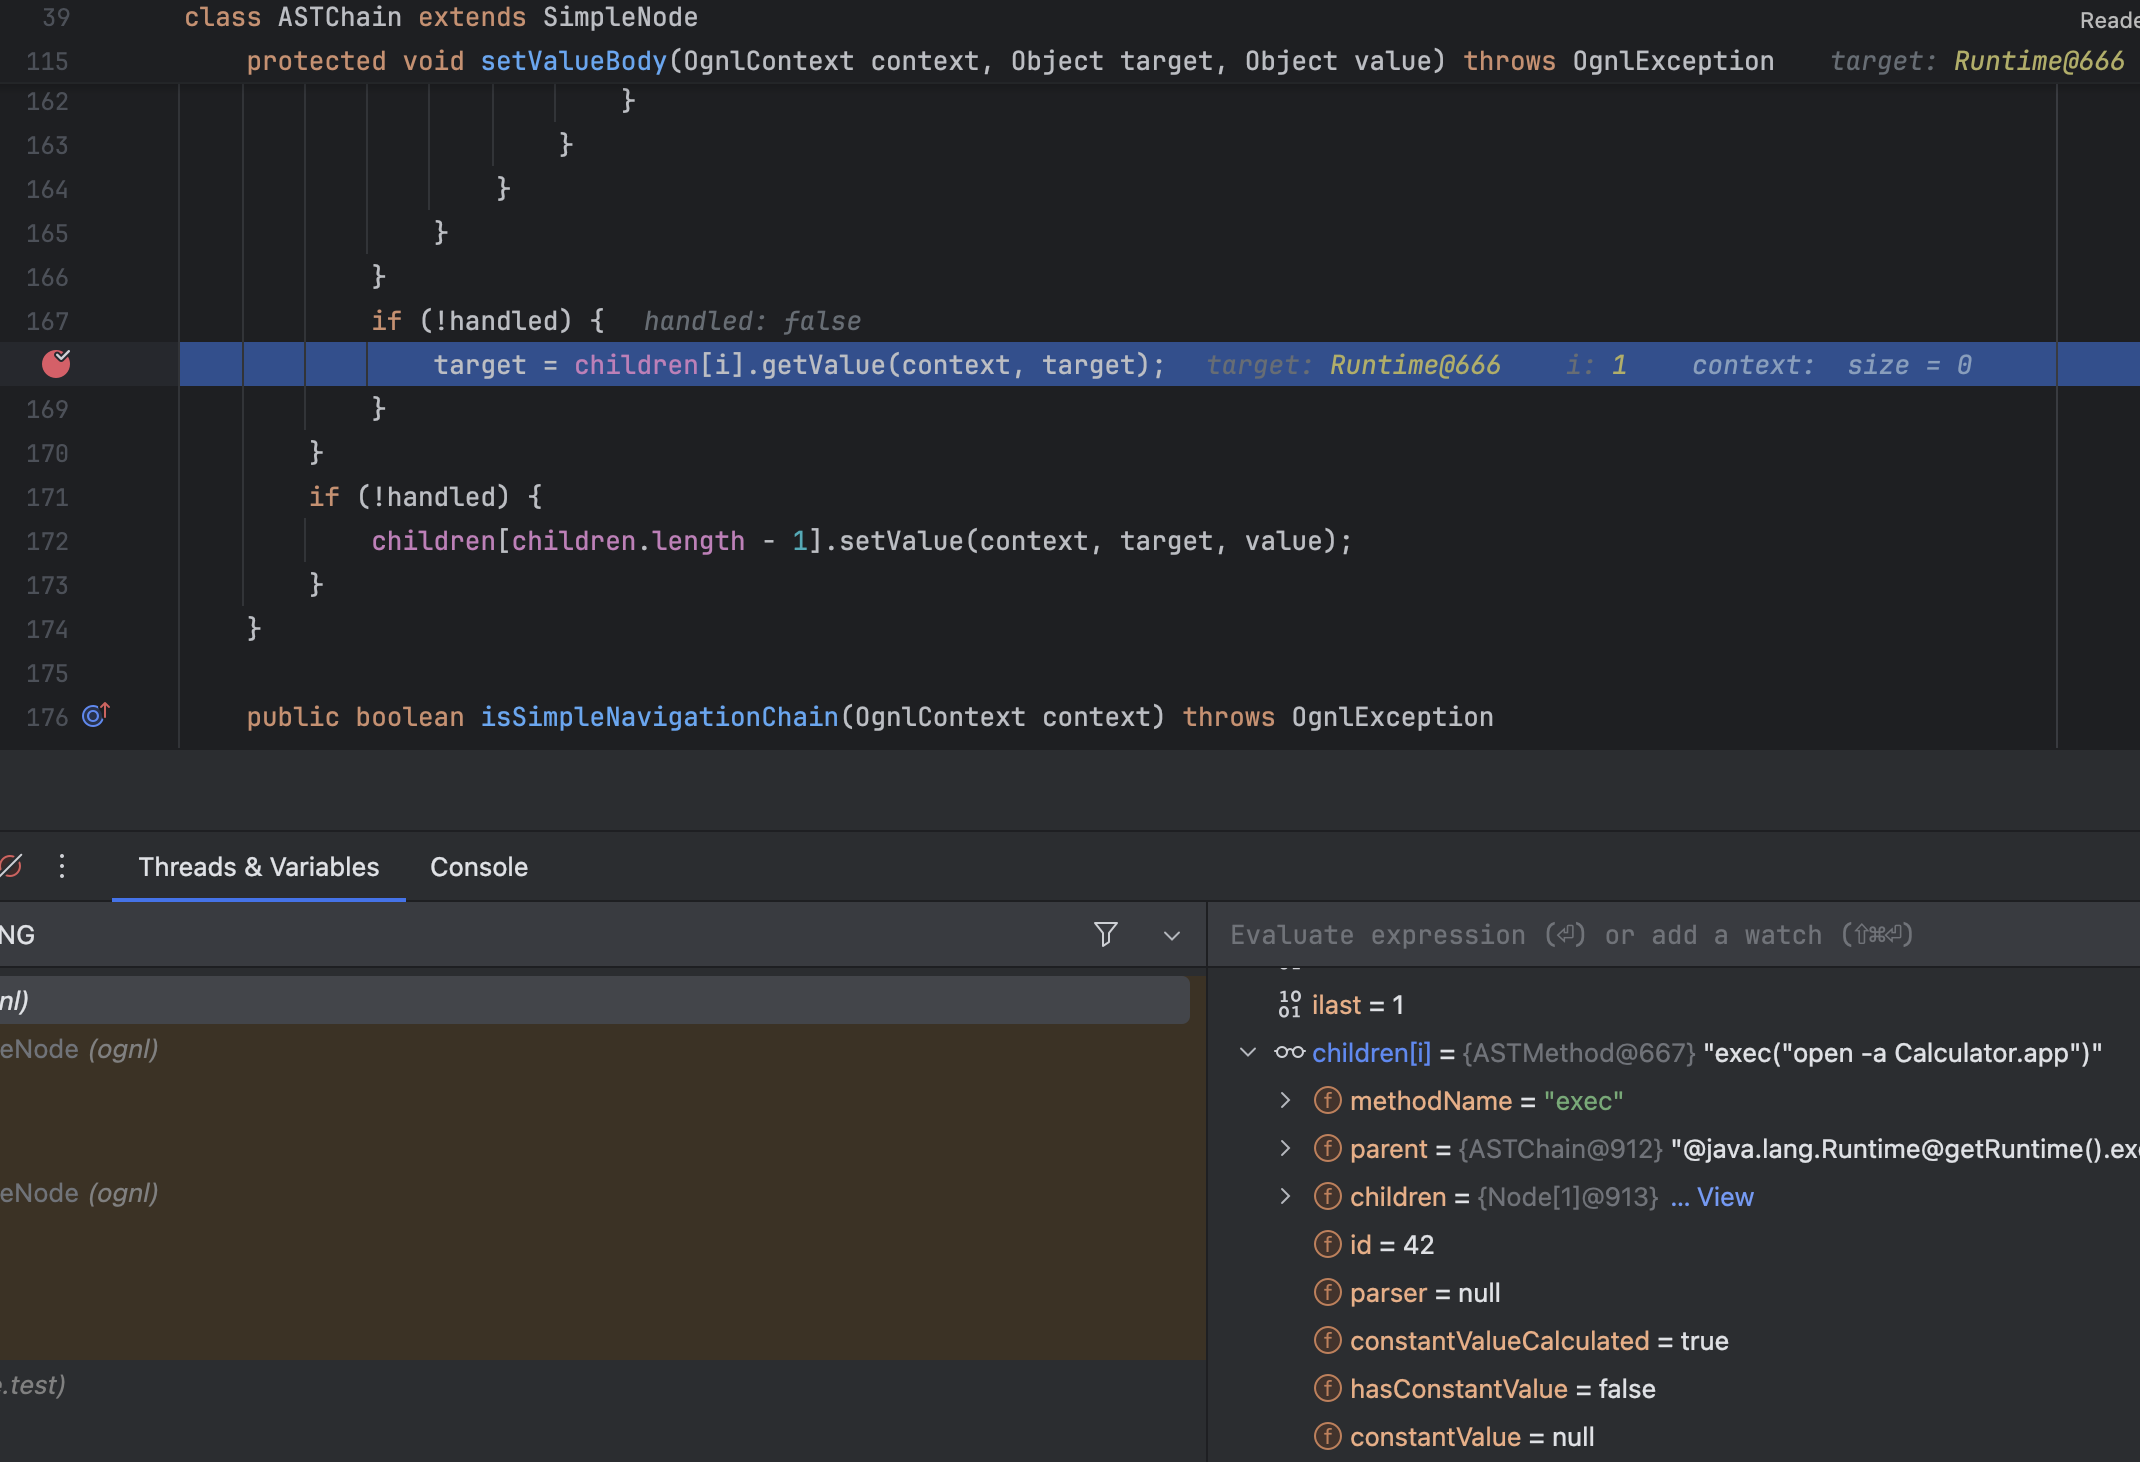 39 class ASTChain extends SimpleNode Reade
115 protected void setValueBody(OgnlContext context, Object target, Object value) throws OgnlException target: Runtime@666
162 }
163 }
164 }
165 }
166 }
167 if (!handled) { handled: false
target = children[i].getValue(context, target); target: Runtime@666 i: 1 context: size = 0
169 }
170 }
171 if (!handled) {
172 children[children.length - 1].setValue(context, target, value);
173 }
174 }
175
176 public boolean isSimpleNavigationChain(OgnlContext context) throws OgnlException
Threads & Variables Console
NG
Evaluate expression (⏎) or add a watch (⇧⌘⏎)
nl)
eNode (ognl)
eNode (ognl)
.test)
10
01 ilast = 1
children[i] = {ASTMethod@667} "exec("open -a Calculator.app")"
methodName = "exec"
parent = {ASTChain@912} "@java.lang.Runtime@getRuntime().exe
children = {Node[1]@913} ... View
id = 42
parser = null
constantValueCalculated = true
hasConstantValue = false
constantValue = null